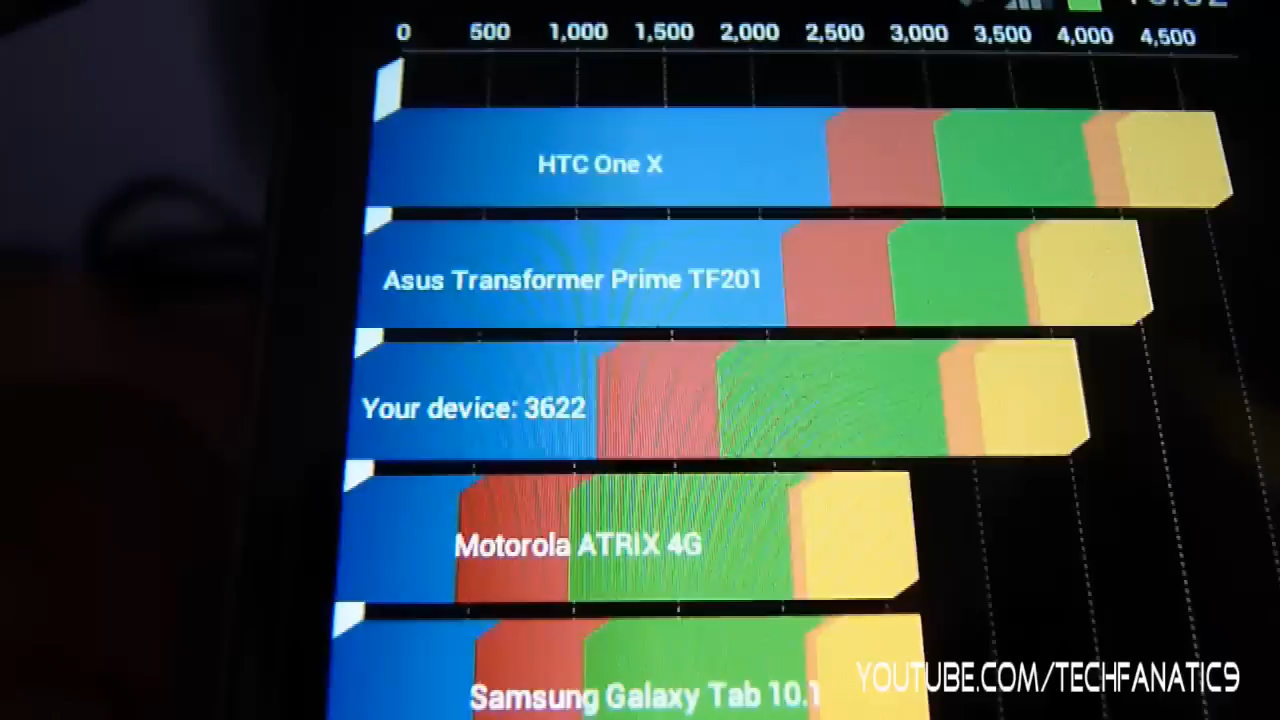 0 500 1,000 1,500 2,000 2,500 3,000 3,500 4,000 4,500
HTC One X
Asus Transformer Prime TF201
Your device: 3622
Motorola ATRIX 4G
Samsung Galaxy Tab 10.1
YOUTUBE.COM/TECHFANATIC9